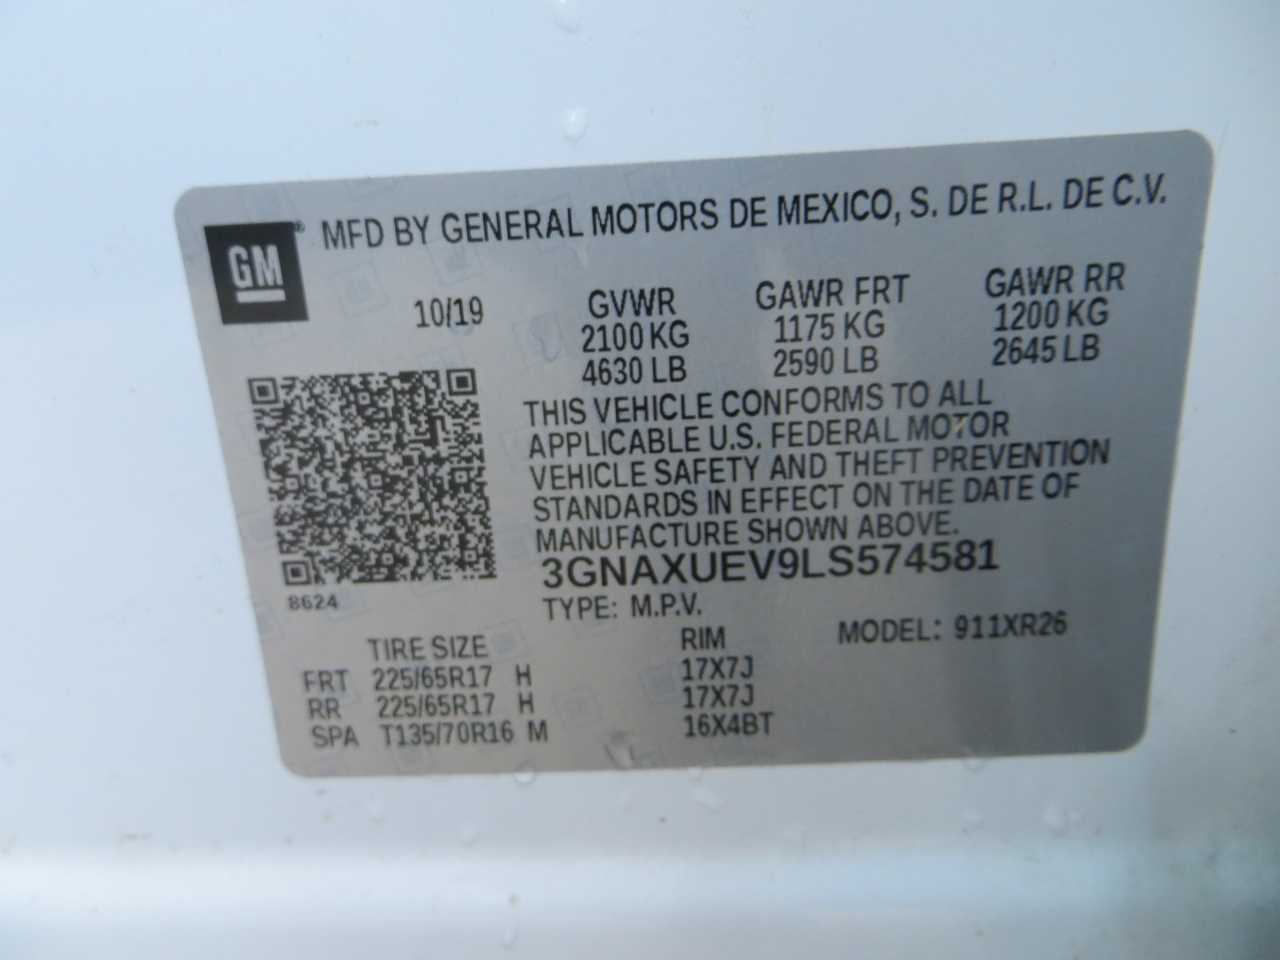 GM ® MFD BY GENERAL MOTORS DE MEXICO, S. DE R.L. DE C.V.
10/19 GVWR GAWR FRT GAWR RR
2100 KG 1175 KG 1200 KG
4630 LB 2590 LB 2645 LB
THIS VEHICLE CONFORMS TO ALL
APPLICABLE U.S. FEDERAL MOTOR
VEHICLE SAFETY AND THEFT PREVENTION
STANDARDS IN EFFECT ON THE DATE OF
MANUFACTURE SHOWN ABOVE.
3GNAXUEV9LS574581
8624 TYPE: M.P.V.
TIRE SIZE RIM MODEL: 911XR26
FRT 225/65R17 H 17X7J
RR 225/65R17 H 17X7J
SPA T135/70R16 M 16X4BT